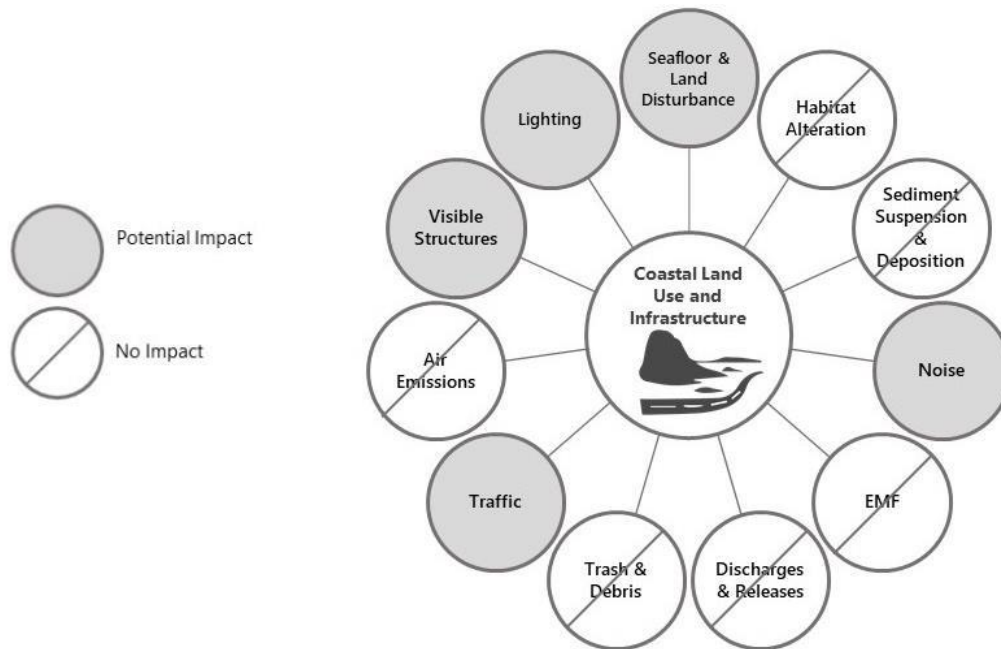 Potential Impact
No Impact
Seafloor &
Land
Disturbance
Habitat
Alteration
Sediment
Suspension
&
Deposition
Noise
EMF
Discharges
& Releases
Trash &
Debris
Traffic
Air
Emissions
Visible
Structures
Lighting
Coastal Land
Use and
Infrastructure